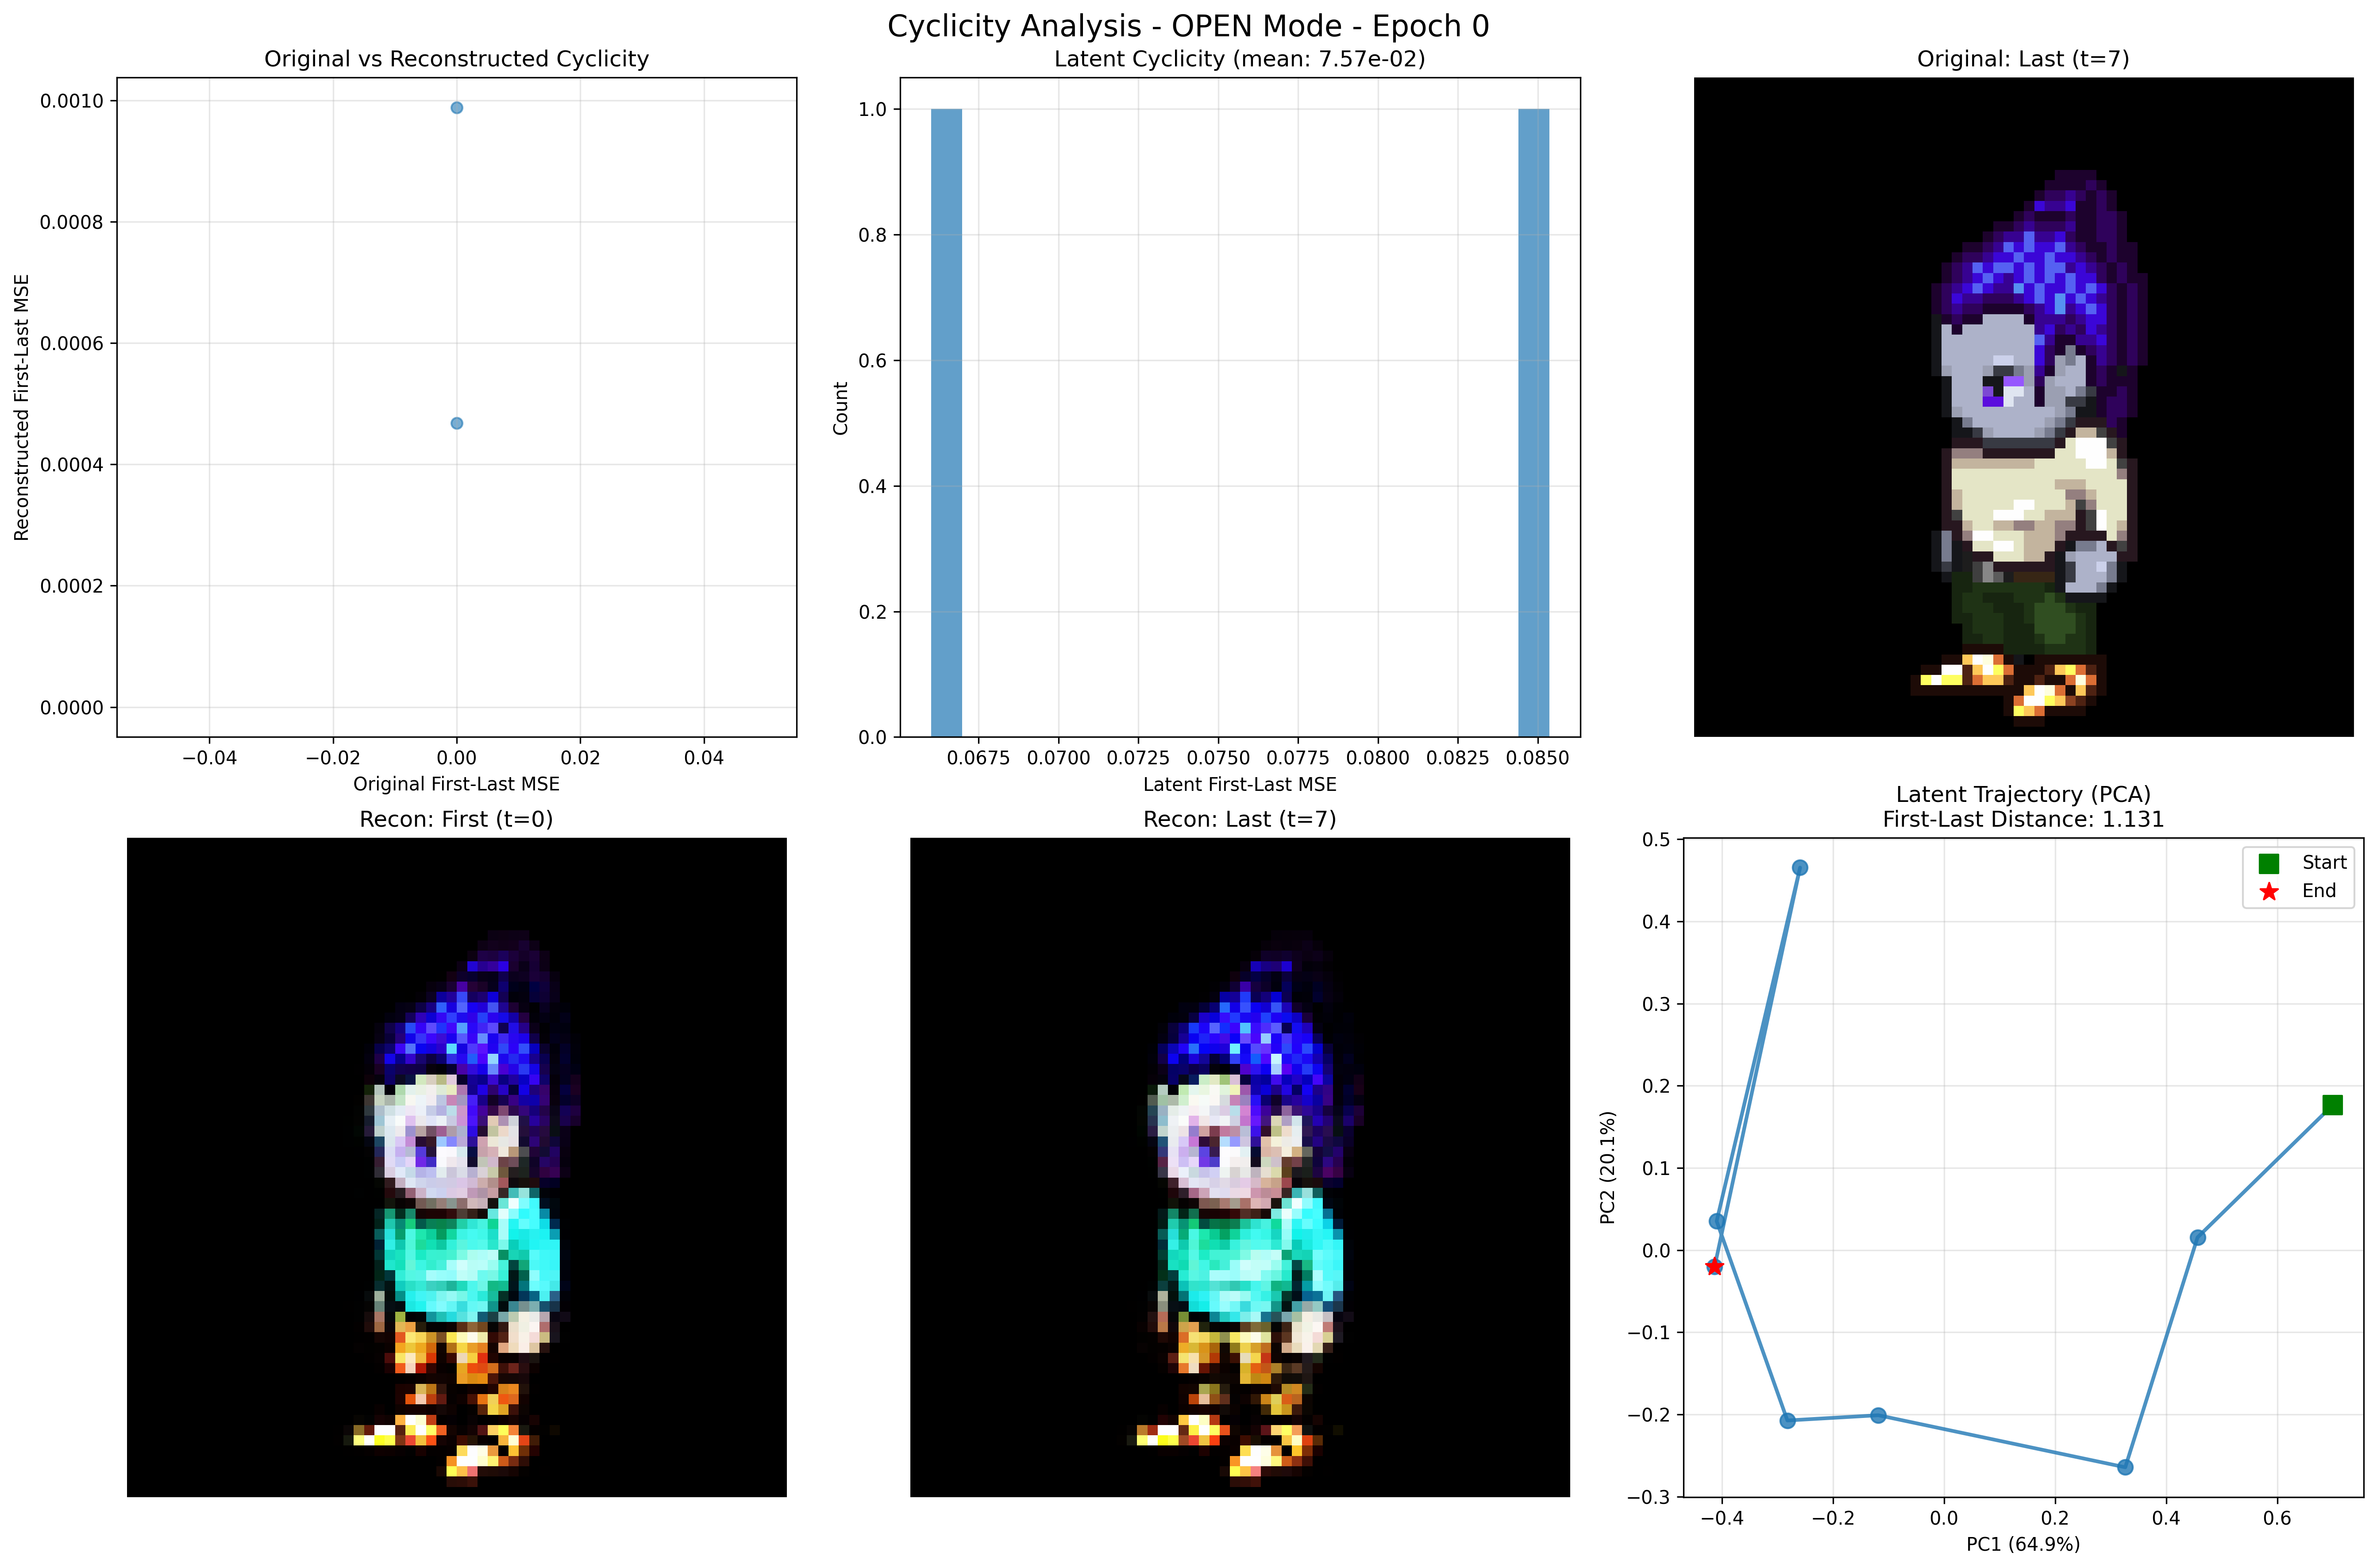 Cyclicity Analysis - OPEN Mode - Epoch 0
Original vs Reconstructed Cyclicity
0.0010
0.0008
0.0006
0.0004
0.0002
0.0000
Reconstructed First-Last MSE
−0.04 −0.02 0.00 0.02 0.04
Original First-Last MSE
Latent Cyclicity (mean: 7.57e-02)
1.0
0.8
0.6
0.4
0.2
0.0
Count
0.0675 0.0700 0.0725 0.0750 0.0775 0.0800 0.0825 0.0850
Latent First-Last MSE
Original: Last (t=7)
Recon: First (t=0)
Recon: Last (t=7)
Latent Trajectory (PCA)
First-Last Distance: 1.131
0.5
0.4
0.3
0.2
0.1
0.0
−0.1
−0.2
−0.3
PC2 (20.1%)
Start
End
−0.4 −0.2 0.0 0.2 0.4 0.6
PC1 (64.9%)